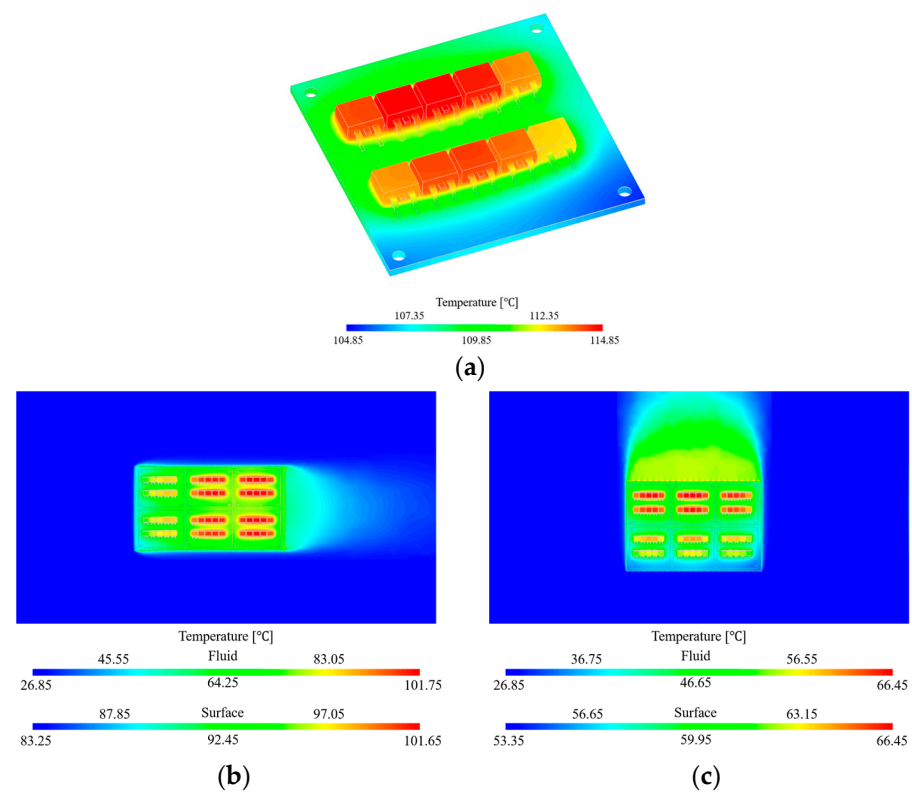 Temperature [℃]
107.35 112.35
104.85 109.85 114.85
(a)
Temperature [℃]
45.55 Fluid 83.05
26.85 64.25 101.75
87.85 Surface 97.05
83.25 92.45 101.65
(b)
Temperature [℃]
36.75 Fluid 56.55
26.85 46.65 66.45
56.65 Surface 63.15
53.35 59.95 66.45
(c)